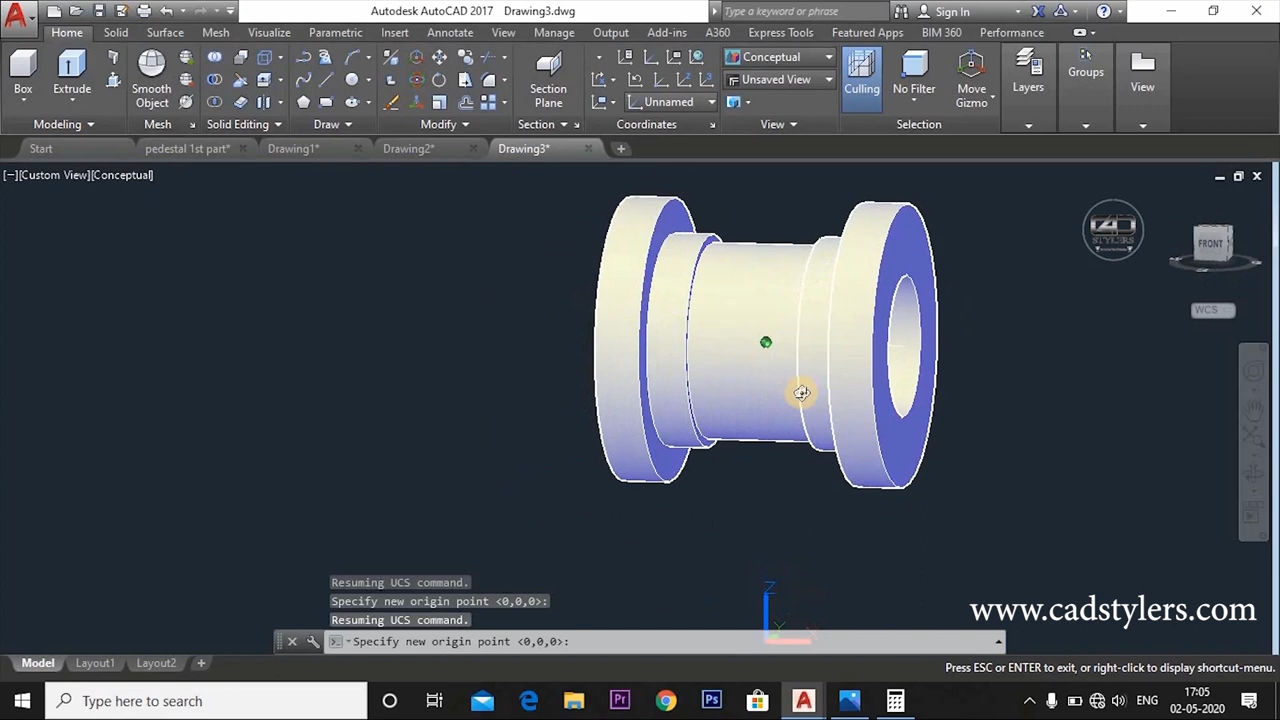 Autodesk AutoCAD 2017 Drawing3.dwg
Type a keyword or phrase
Sign In
Home Solid Surface Mesh Visualize Parametric Insert Annotate View Manage Output Add-ins A360 Express Tools Featured Apps BIM 360 Performance
Box
Extrude
Smooth Object
Section Plane
Unnamed
Conceptual
Unsaved View
Culling
No Filter
Move Gizmo
Layers
Groups
View
Modeling Mesh Solid Editing Draw Modify Section Coordinates View Selection
Start pedestal 1st part* Drawing1* Drawing2* Drawing3*
[−][Custom View][Conceptual]
STYLERS
FRONT
WCS
Z
Y
X
Resuming UCS command.
Specify new origin point <0,0,0>:
Resuming UCS command.
Specify new origin point <0,0,0>:
www.cadstylers.com
Model Layout1 Layout2
Press ESC or ENTER to exit, or right-click to display shortcut-menu.
Type here to search
Pr
Ps
A
ENG
17:05
02-05-2020